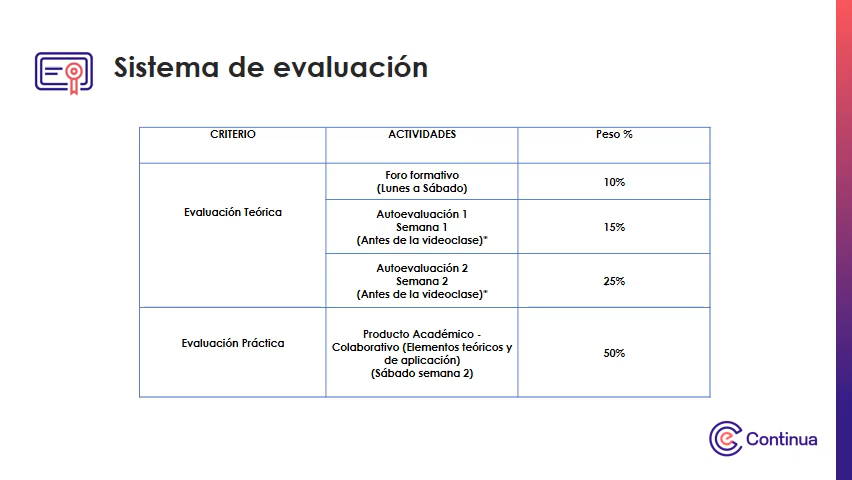 Sistema de evaluación
CRITERIO
ACTIVIDADES
Peso %
Evaluación Teórica
Foro formativo
(Lunes a Sábado)
10%
Autoevaluación 1
Semana 1
(Antes de la videoclase)*
15%
Autoevaluación 2
Semana 2
(Antes de la videoclase)*
25%
Evaluación Práctica
Producto Académico -
Colaborativo (Elementos teóricos y
de aplicación)
(Sábado semana 2)
50%
Continua